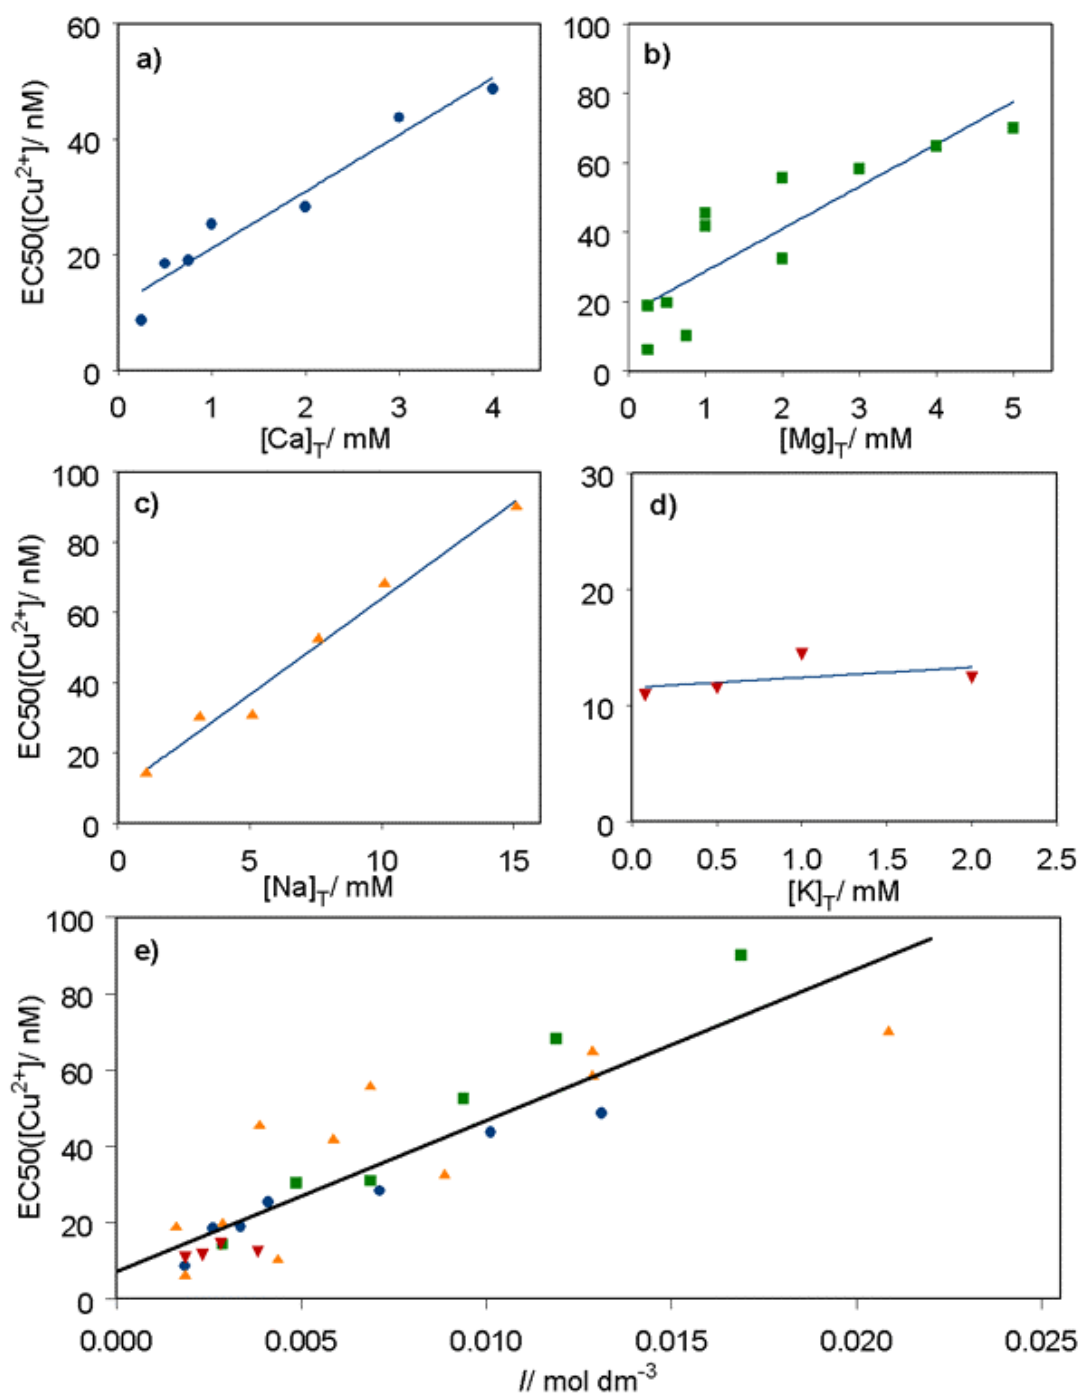 a)
60
40
20
0
EC50([Cu²⁺]/ nM)
0 1 2 3 4
[Ca]T/ mM
b)
100
80
60
40
20
0
0 1 2 3 4 5
[Mg]T/ mM
c)
100
80
60
40
20
0
EC50([Cu²⁺]/ nM)
0 5 10 15
[Na]T/ mM
d)
30
20
10
0
0.0 0.5 1.0 1.5 2.0 2.5
[K]T/ mM
e)
100
80
60
40
20
0
EC50([Cu²⁺]/ nM)
0.000 0.005 0.010 0.015 0.020 0.025
I/ mol dm⁻³